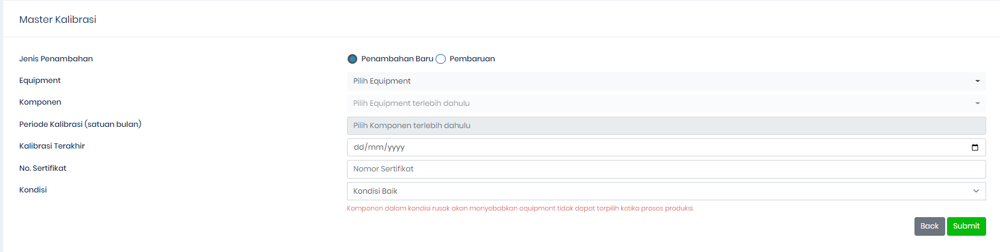 Master Kalibrasi
Jenis Penambahan Penambahan Baru Pembaruan
Equipment Pilih Equipment
Komponen Pilih Equipment terlebih dahulu
Periode Kalibrasi (satuan bulan) Pilih Komponen terlebih dahulu
Kalibrasi Terakhir dd/mm/yyyy
No. Sertifikat Nomor Sertifikat
Kondisi Kondisi Baik
Komponen dalam kondisi rusak akan menyebabkan equipment tidak dapat terpilih ketika proses produksi.
Back Submit